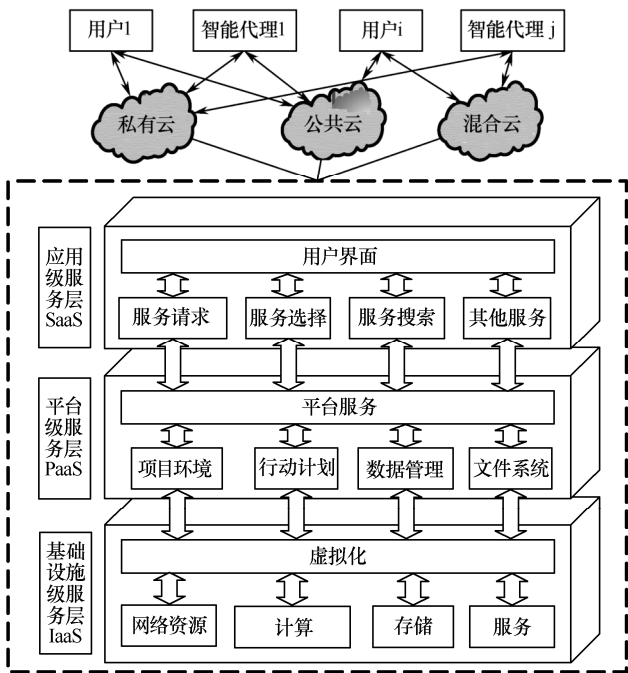 用户1
智能代理1
用户i
智能代理 j
私有云
公共云
混合云
应用
级服
务层
SaaS
用户界面
服务请求
服务选择
服务搜索
其他服务
平台
级服
务层
PaaS
平台服务
项目环境
行动计划
数据管理
文件系统
基础
设施
级服
务层
IaaS
虚拟化
网络资源
计算
存储
服务